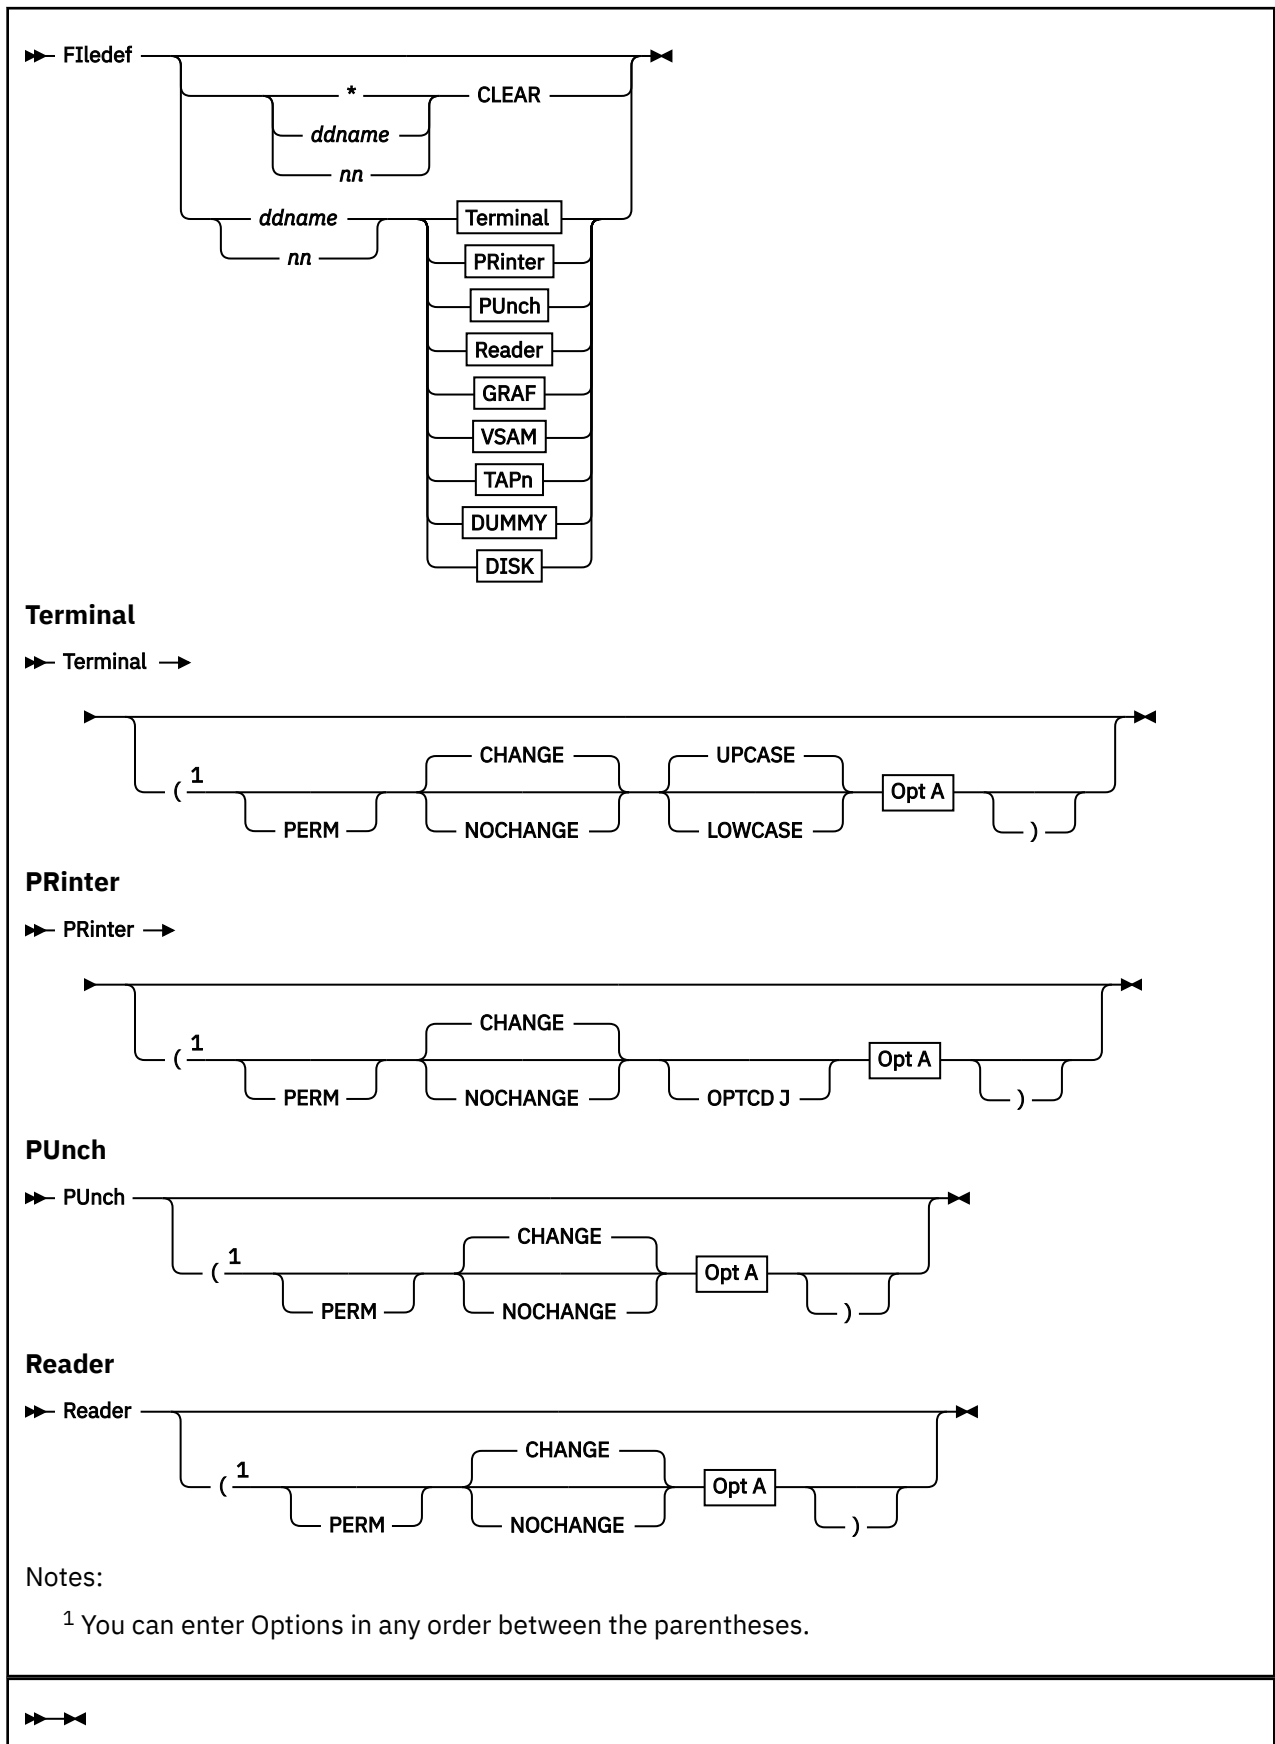 FIledef
* CLEAR
ddname
nn
ddname Terminal
nn
PRinter
PUnch
Reader
GRAF
VSAM
TAPn
DUMMY
DISK
Terminal
Terminal
CHANGE UPCASE
( 1 Opt A
PERM NOCHANGE LOWCASE )
PRinter
PRinter
CHANGE
( 1 Opt A
PERM NOCHANGE OPTCD J )
PUnch
PUnch
CHANGE
( 1 Opt A
PERM NOCHANGE )
Reader
Reader
CHANGE
( 1 Opt A
PERM NOCHANGE )
Notes:
1 You can enter Options in any order between the parentheses.